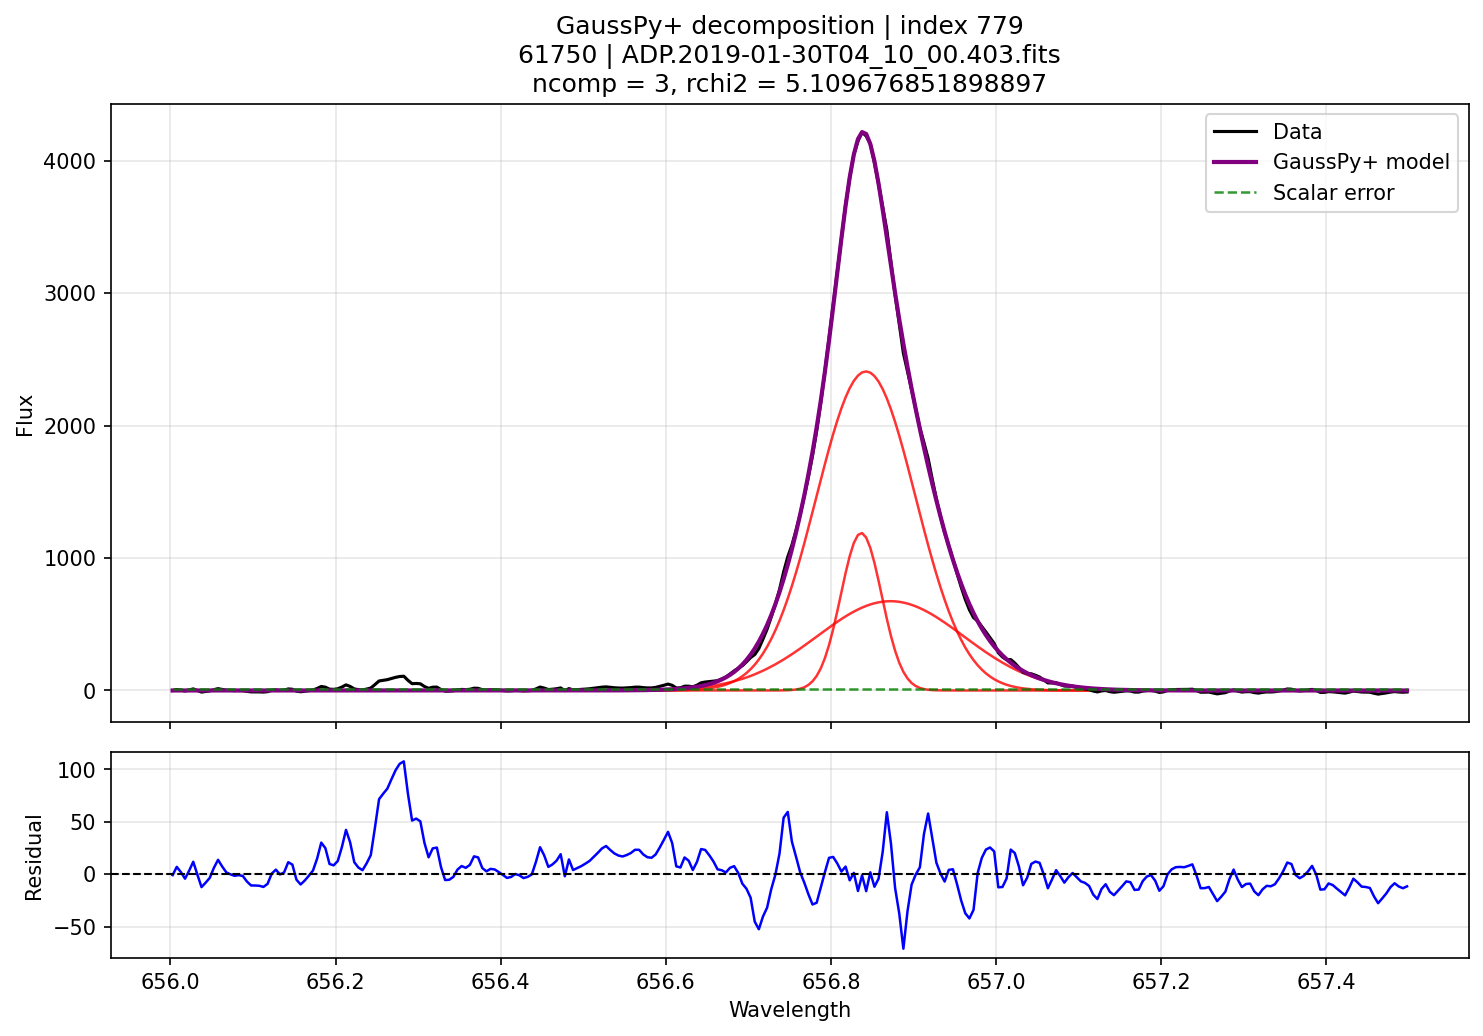 GaussPy+ decomposition | index 779
61750 | ADP.2019-01-30T04_10_00.403.fits
ncomp = 3, rchi2 = 5.109676851898897
Data
GaussPy+ model
Scalar error
4000
3000
2000
1000
0
Flux
100
50
0
−50
Residual
656.0 656.2 656.4 656.6 656.8 657.0 657.2 657.4
Wavelength